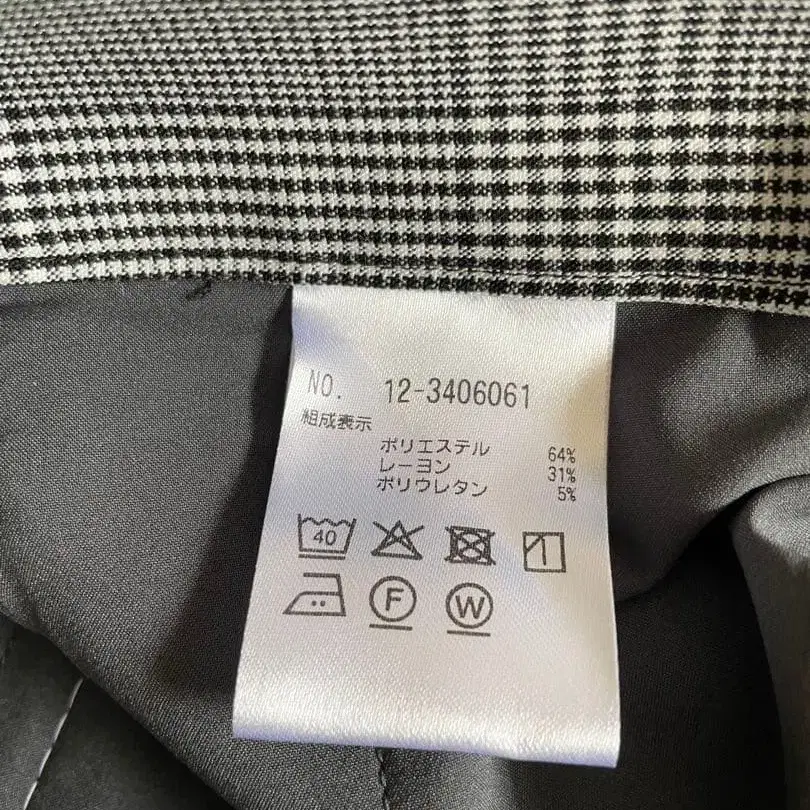 NO. 12-3406061
組成表示
ポリエステル 64%
レーヨン 31%
ポリウレタン 5%
40
F W